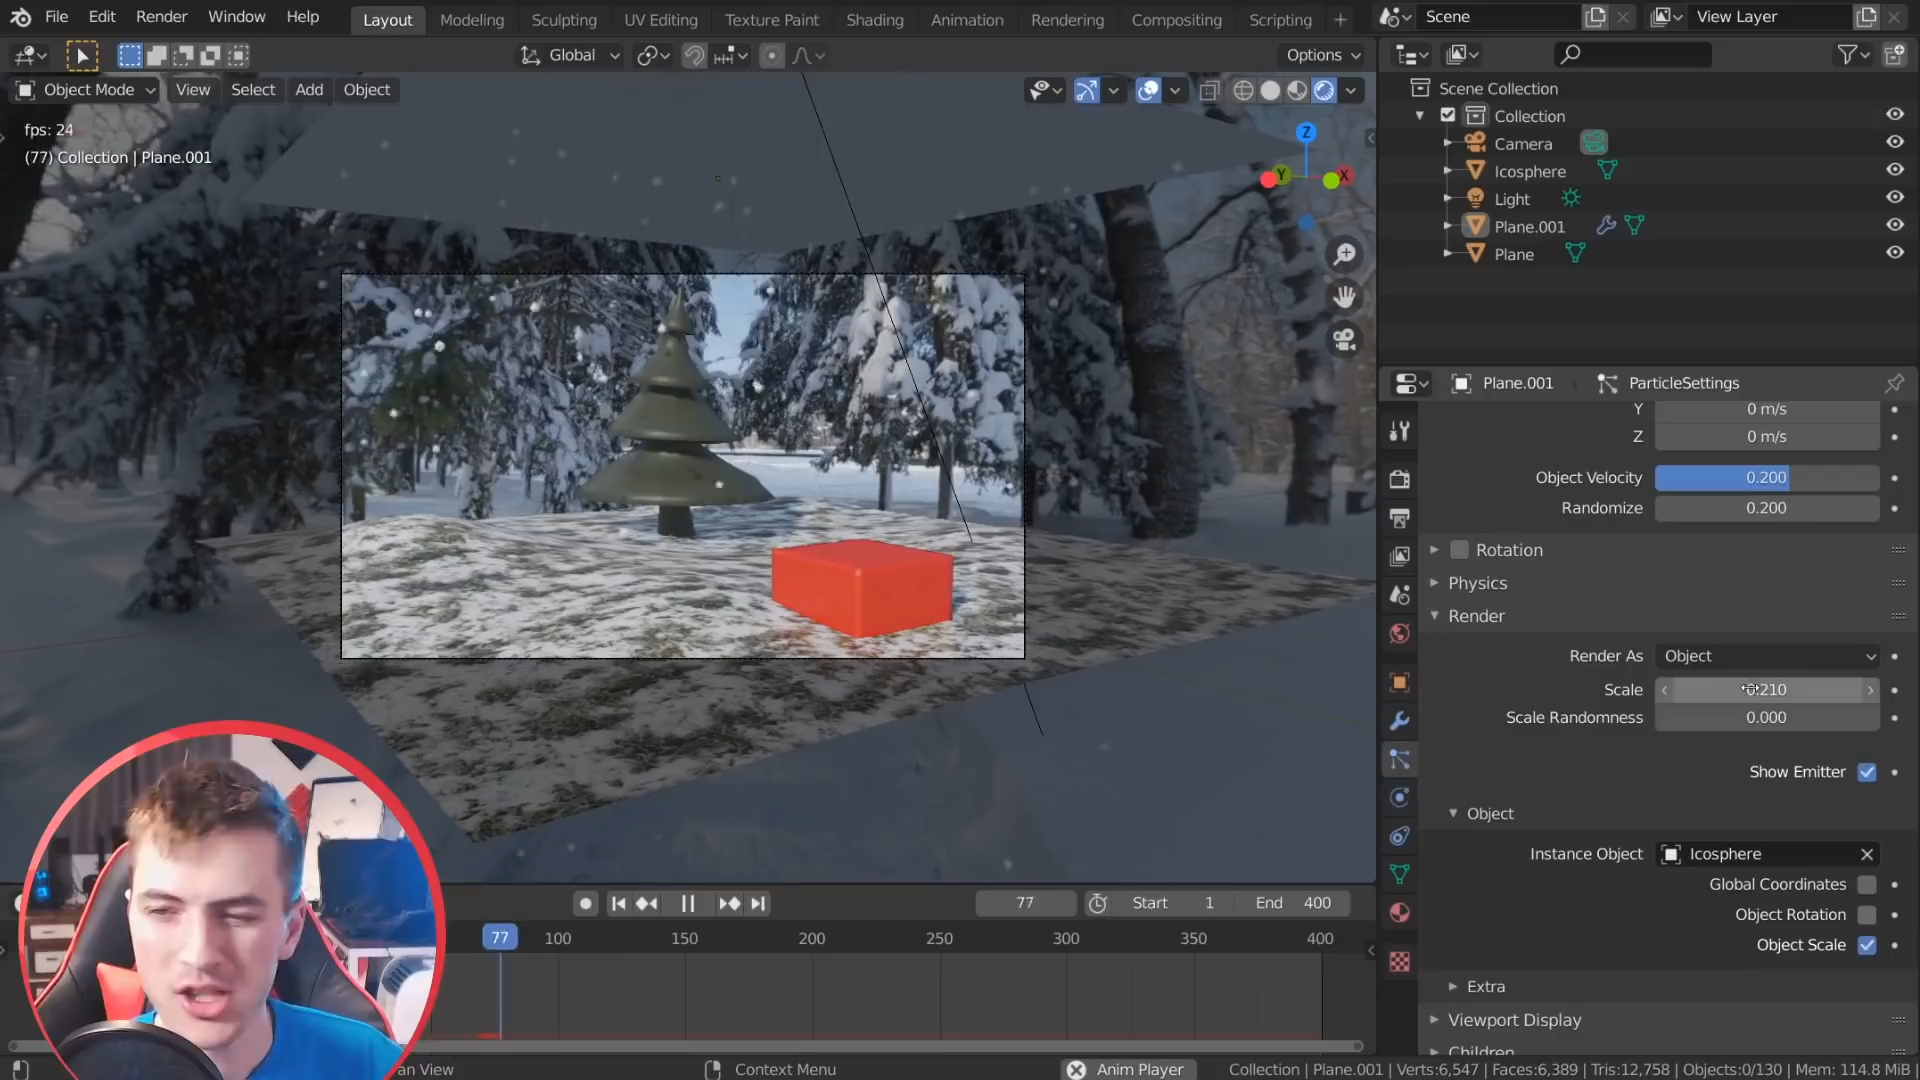 File Edit Render Window Help
Layout Modeling Sculpting UV Editing Texture Paint Shading Animation Rendering Compositing Scripting +
Scene
View Layer
Global
Options
Object Mode View Select Add Object
fps: 24
(77) Collection | Plane.001
Z
Y
X
Scene Collection
Collection
Camera
Icosphere
Light
Plane.001
Plane
Plane.001 ParticleSettings
Y 0 m/s
Z 0 m/s
Object Velocity 0.200
Randomize 0.200
Rotation
Physics
Render
Render As Object
Scale 0.210
Scale Randomness 0.000
Show Emitter
Object
Instance Object Icosphere
Global Coordinates
Object Rotation
Object Scale
Extra
Viewport Display
Children
77 Start 1 End 400
77 100 150 200 250 300 350 400
an View
Context Menu
Anim Player
Collection | Plane.001 | Verts:6,547 | Faces:6,389 | Tris:12,758 | Objects:0/130 | Mem: 114.8 MiB